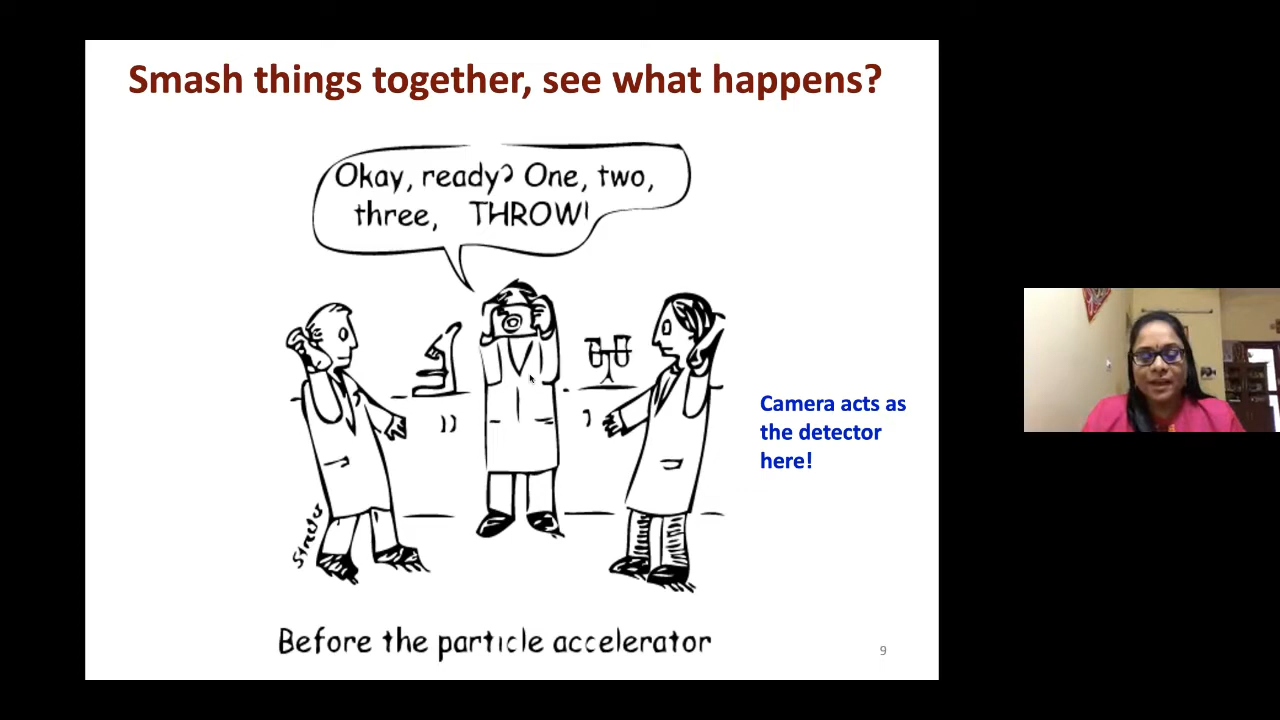 Smash things together, see what happens?
Okay, ready? One, two,
three, THROW!
Camera acts as
the detector
here!
Before the particle accelerator
9